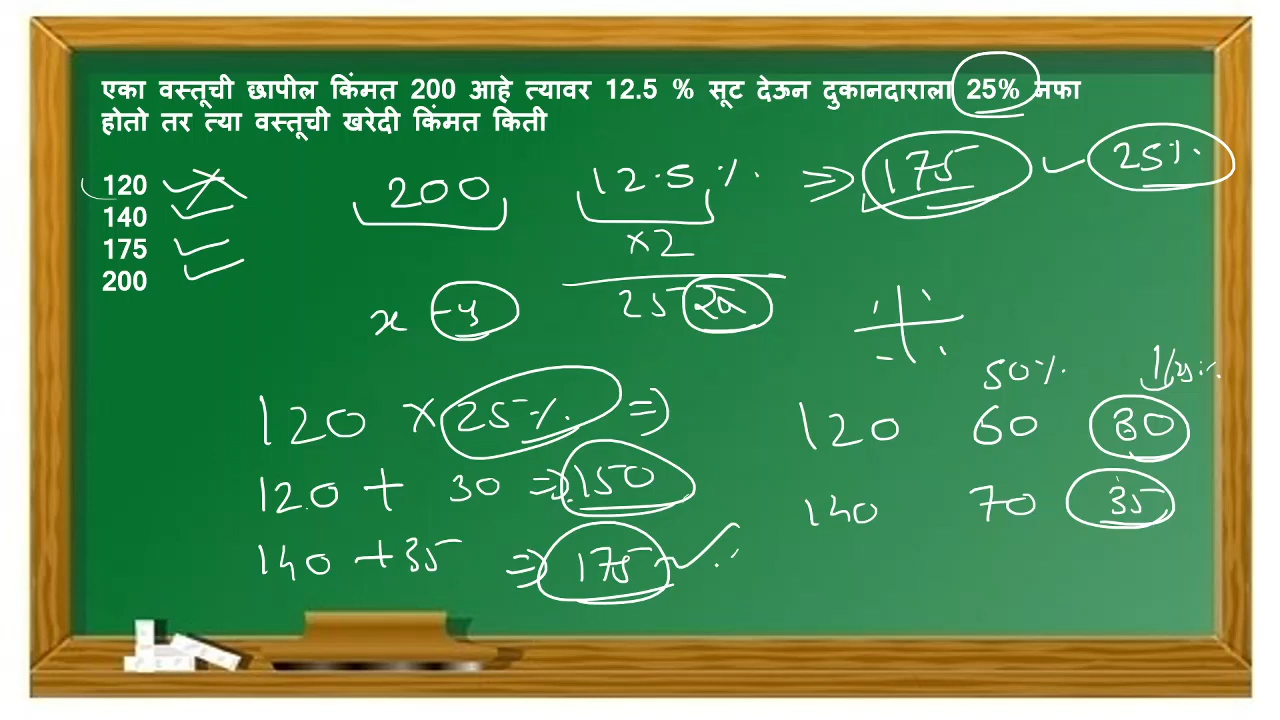 एका वस्तूची छापील किंमत 200 आहे त्यावर 12.5 % सूट देऊन दुकानदाराला 25% नफा
होतो तर त्या वस्तूची खरेदी किंमत किती
120
140
175
200
200 12.5 % ⇒ 175 25%
×2
25
x -y
50%
120 × 25% ⇒
120 60 30
120 + 30 ⇒ 150
140 70 35
140 + 35 ⇒ 175